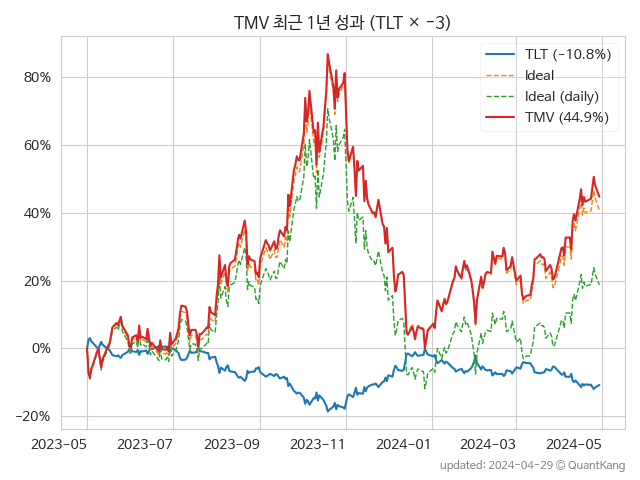 TMV 최근 1년 성과 (TLT × −3)
TLT (−10.8%)
Ideal
Ideal (daily)
TMV (44.9%)
80%
60%
40%
20%
0%
−20%
2023-05 2023-07 2023-09 2023-11 2024-01 2024-03 2024-05
updated: 2024-04-29 © QuantKang